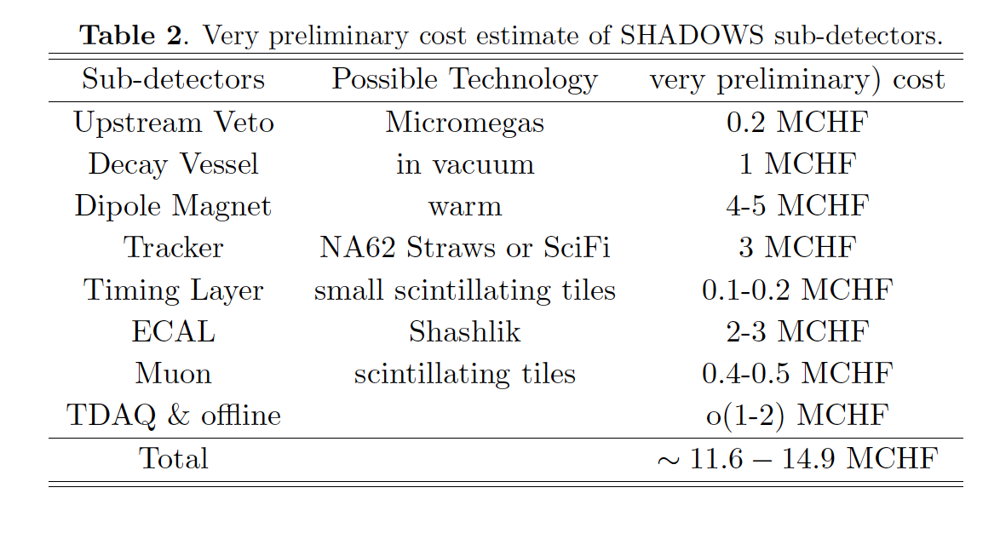 Table 2. Very preliminary cost estimate of SHADOWS sub-detectors.
Sub-detectors Possible Technology very preliminary) cost
Upstream Veto Micromegas 0.2 MCHF
Decay Vessel in vacuum 1 MCHF
Dipole Magnet warm 4-5 MCHF
Tracker NA62 Straws or SciFi 3 MCHF
Timing Layer small scintillating tiles 0.1-0.2 MCHF
ECAL Shashlik 2-3 MCHF
Muon scintillating tiles 0.4-0.5 MCHF
TDAQ & offline o(1-2) MCHF
Total ∼ 11.6 − 14.9 MCHF